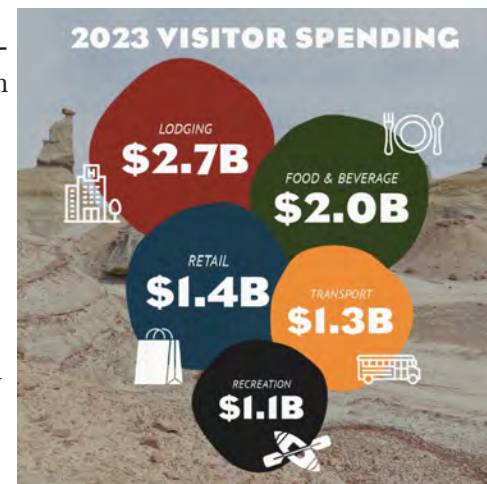 2023 VISITOR SPENDING
LODGING
$2.7B
FOOD & BEVERAGE
$2.0B
RETAIL
$1.4B
TRANSPORT
$1.3B
RECREATION
$1.1B